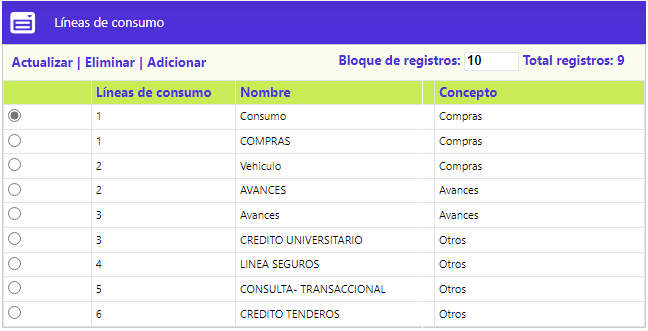 Líneas de consumo
Actualizar | Eliminar | Adicionar Bloque de registros: 10 Total registros: 9
Líneas de consumo Nombre Concepto
1 Consumo Compras
1 COMPRAS Compras
2 Vehiculo Compras
2 AVANCES Avances
3 Avances Avances
3 CREDITO UNIVERSITARIO Otros
4 LINEA SEGUROS Otros
5 CONSULTA- TRANSACCIONAL Otros
6 CREDITO TENDEROS Otros